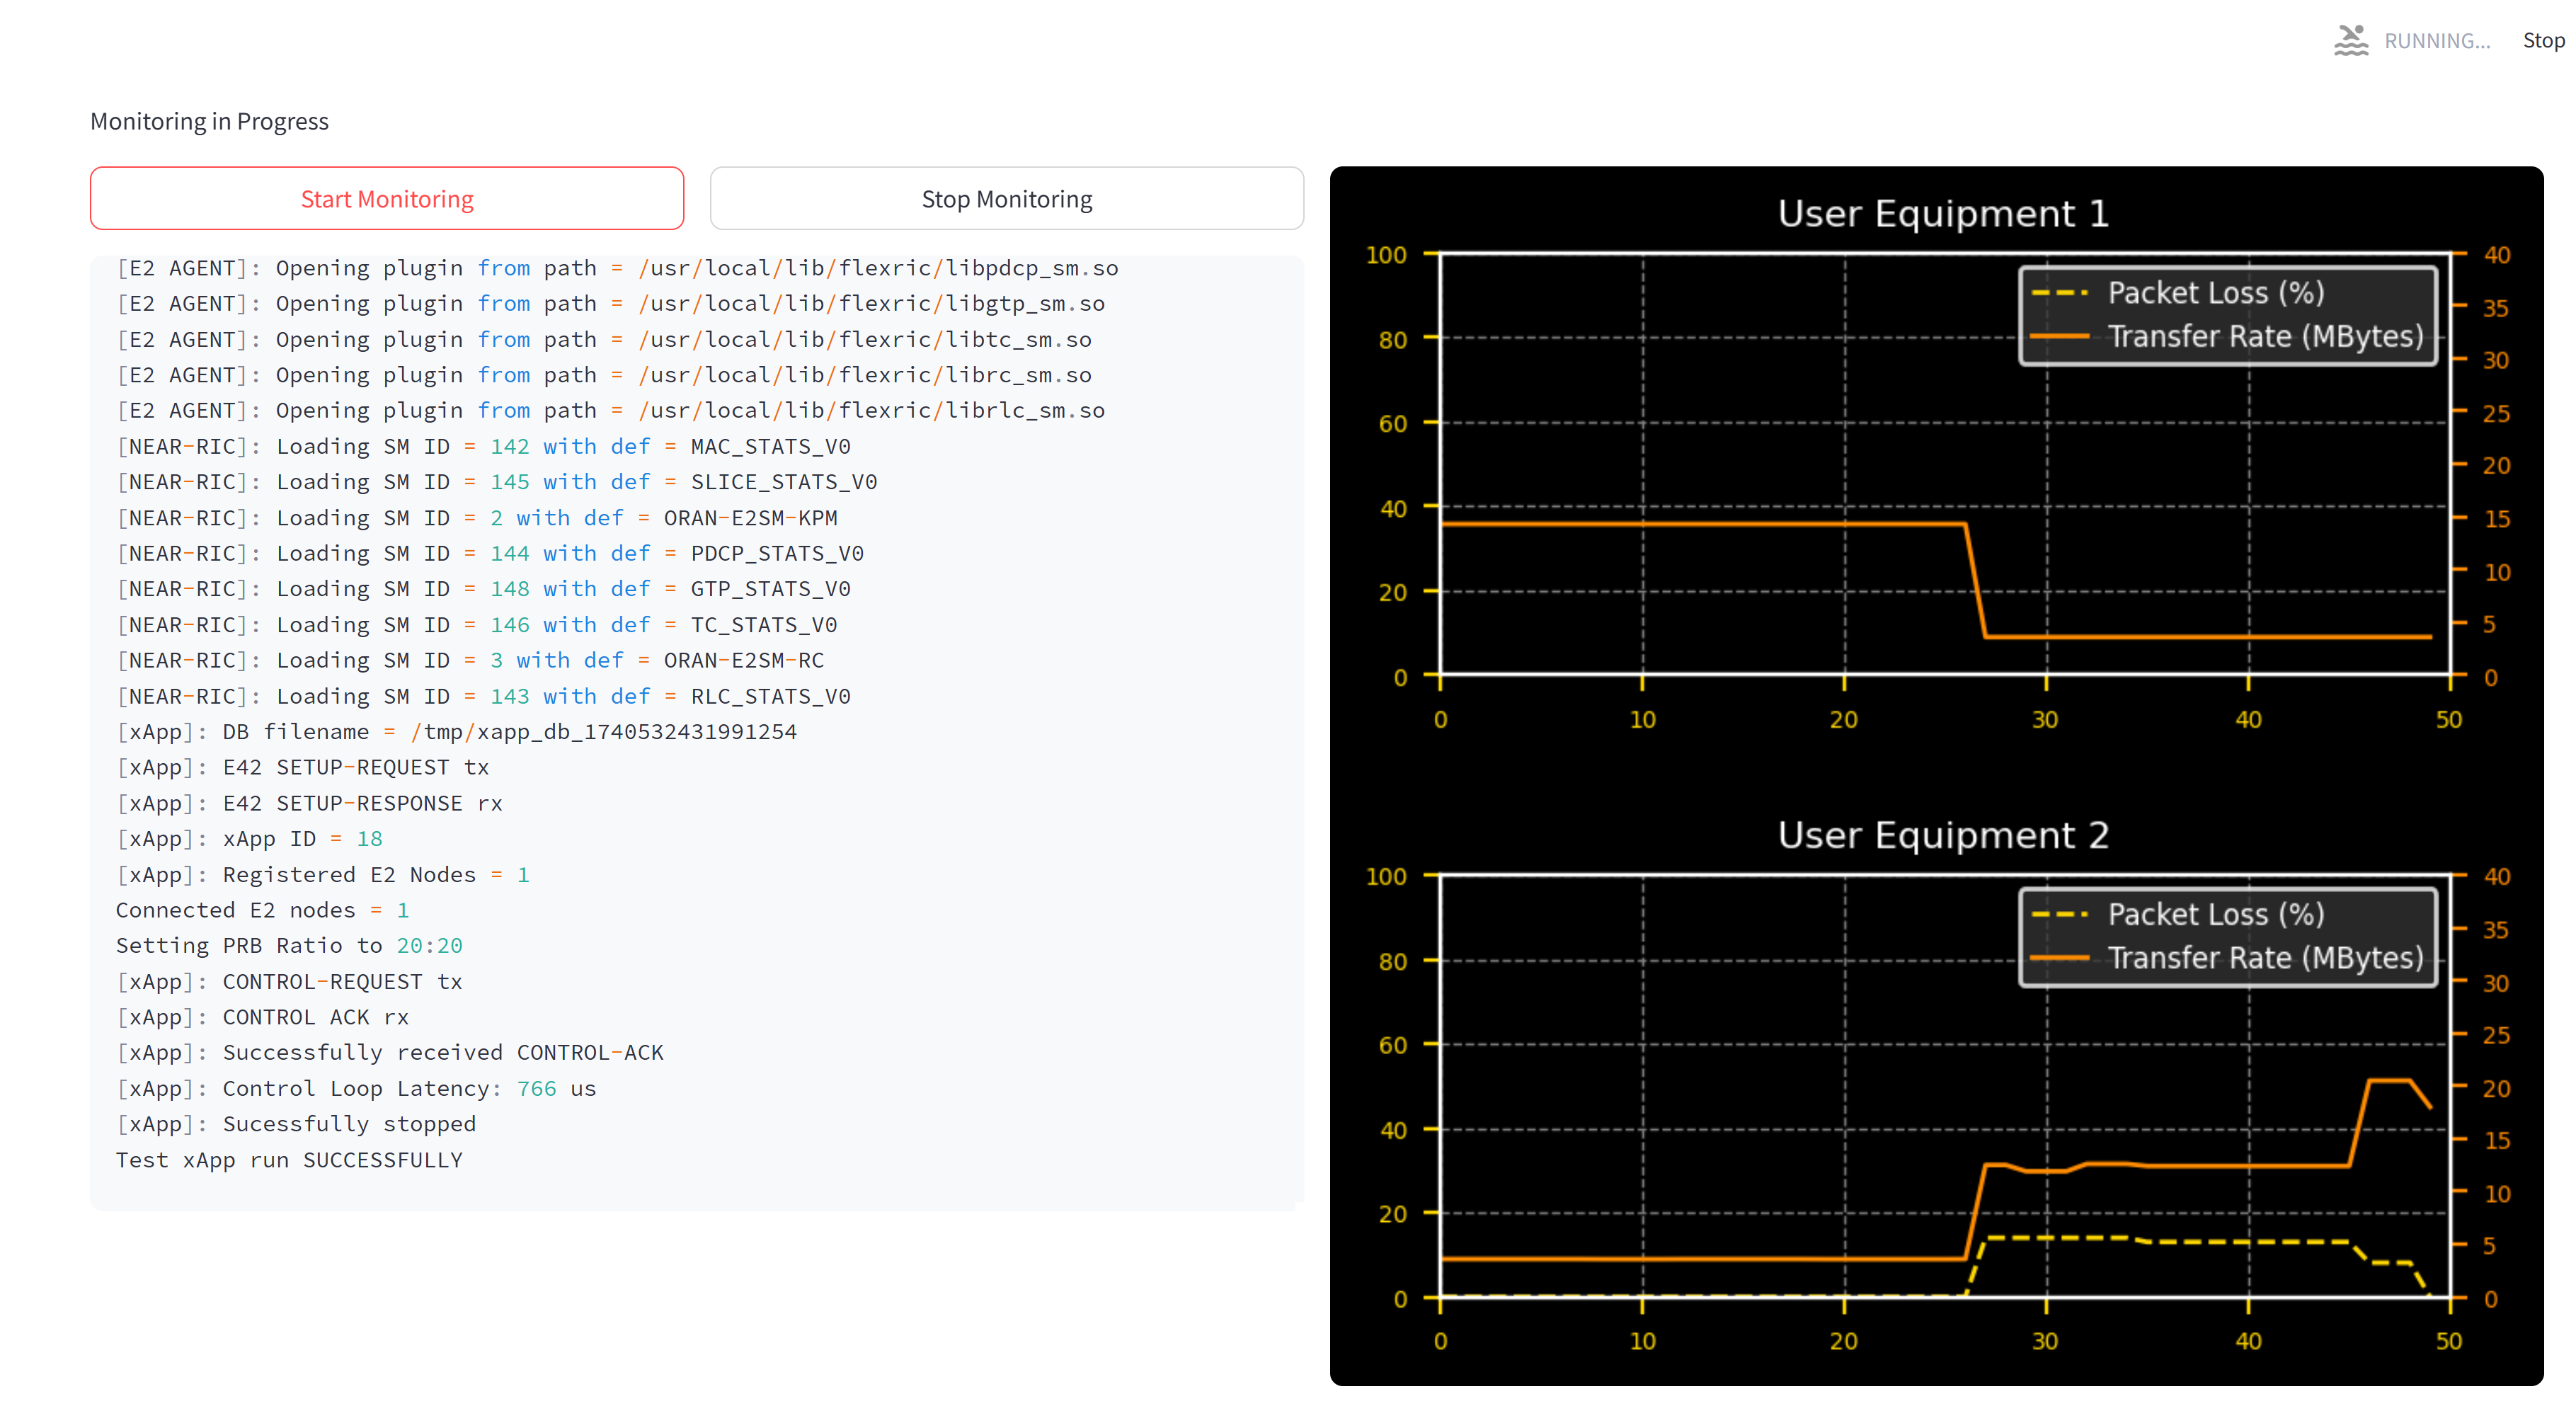 RUNNING... Stop
Monitoring in Progress
Start Monitoring
Stop Monitoring
[E2 AGENT]: Opening plugin from path = /usr/local/lib/flexric/libpdcp_sm.so
[E2 AGENT]: Opening plugin from path = /usr/local/lib/flexric/libgtp_sm.so
[E2 AGENT]: Opening plugin from path = /usr/local/lib/flexric/libtc_sm.so
[E2 AGENT]: Opening plugin from path = /usr/local/lib/flexric/librc_sm.so
[E2 AGENT]: Opening plugin from path = /usr/local/lib/flexric/librlc_sm.so
[NEAR-RIC]: Loading SM ID = 142 with def = MAC_STATS_V0
[NEAR-RIC]: Loading SM ID = 145 with def = SLICE_STATS_V0
[NEAR-RIC]: Loading SM ID = 2 with def = ORAN-E2SM-KPM
[NEAR-RIC]: Loading SM ID = 144 with def = PDCP_STATS_V0
[NEAR-RIC]: Loading SM ID = 148 with def = GTP_STATS_V0
[NEAR-RIC]: Loading SM ID = 146 with def = TC_STATS_V0
[NEAR-RIC]: Loading SM ID = 3 with def = ORAN-E2SM-RC
[NEAR-RIC]: Loading SM ID = 143 with def = RLC_STATS_V0
[xApp]: DB filename = /tmp/xapp_db_1740532431991254
[xApp]: E42 SETUP-REQUEST tx
[xApp]: E42 SETUP-RESPONSE rx
[xApp]: xApp ID = 18
[xApp]: Registered E2 Nodes = 1
Connected E2 nodes = 1
Setting PRB Ratio to 20:20
[xApp]: CONTROL-REQUEST tx
[xApp]: CONTROL ACK rx
[xApp]: Successfully received CONTROL-ACK
[xApp]: Control Loop Latency: 766 us
[xApp]: Sucessfully stopped
Test xApp run SUCCESSFULLY
User Equipment 1
Packet Loss (%)
Transfer Rate (MBytes)
100
80
60
40
20
0
40
35
30
25
20
15
10
5
0
0 10 20 30 40 50
User Equipment 2
Packet Loss (%)
Transfer Rate (MBytes)
100
80
60
40
20
0
40
35
30
25
20
15
10
5
0
0 10 20 30 40 50